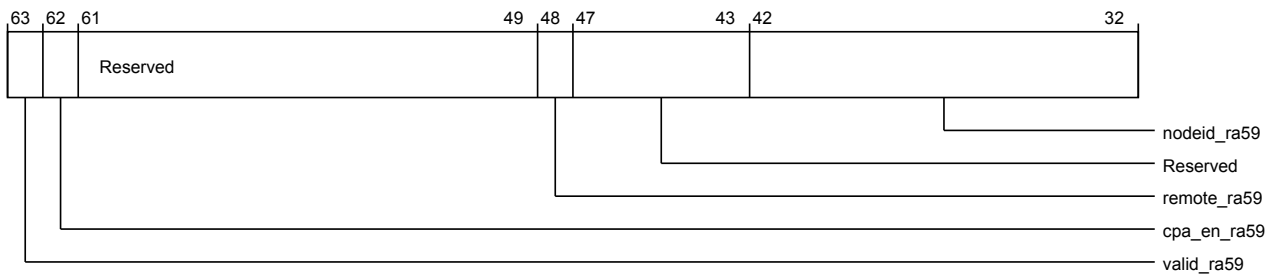 63 62 61 49 48 47 43 42 32
Reserved
nodeid_ra59
Reserved
remote_ra59
cpa_en_ra59
valid_ra59